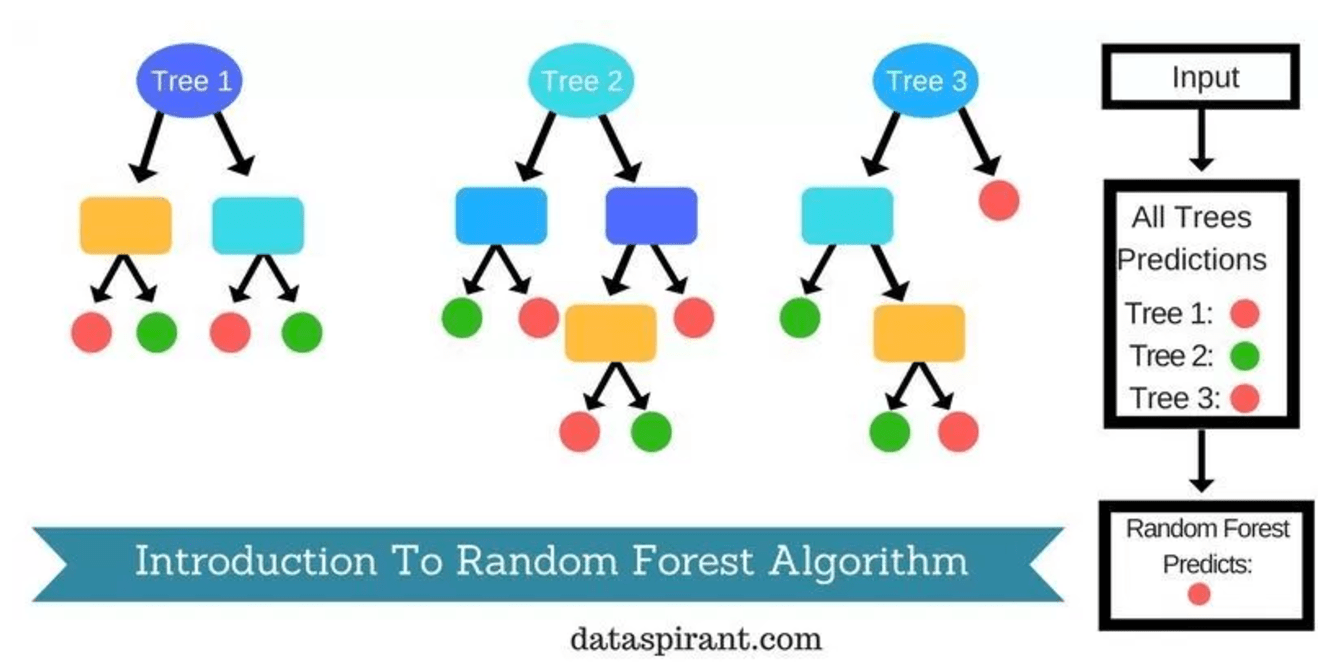 Tree 1
Tree 2
Tree 3
Input
All Trees
Predictions
Tree 1:
Tree 2:
Tree 3:
Random Forest
Predicts:
Introduction To Random Forest Algorithm
dataspirant.com